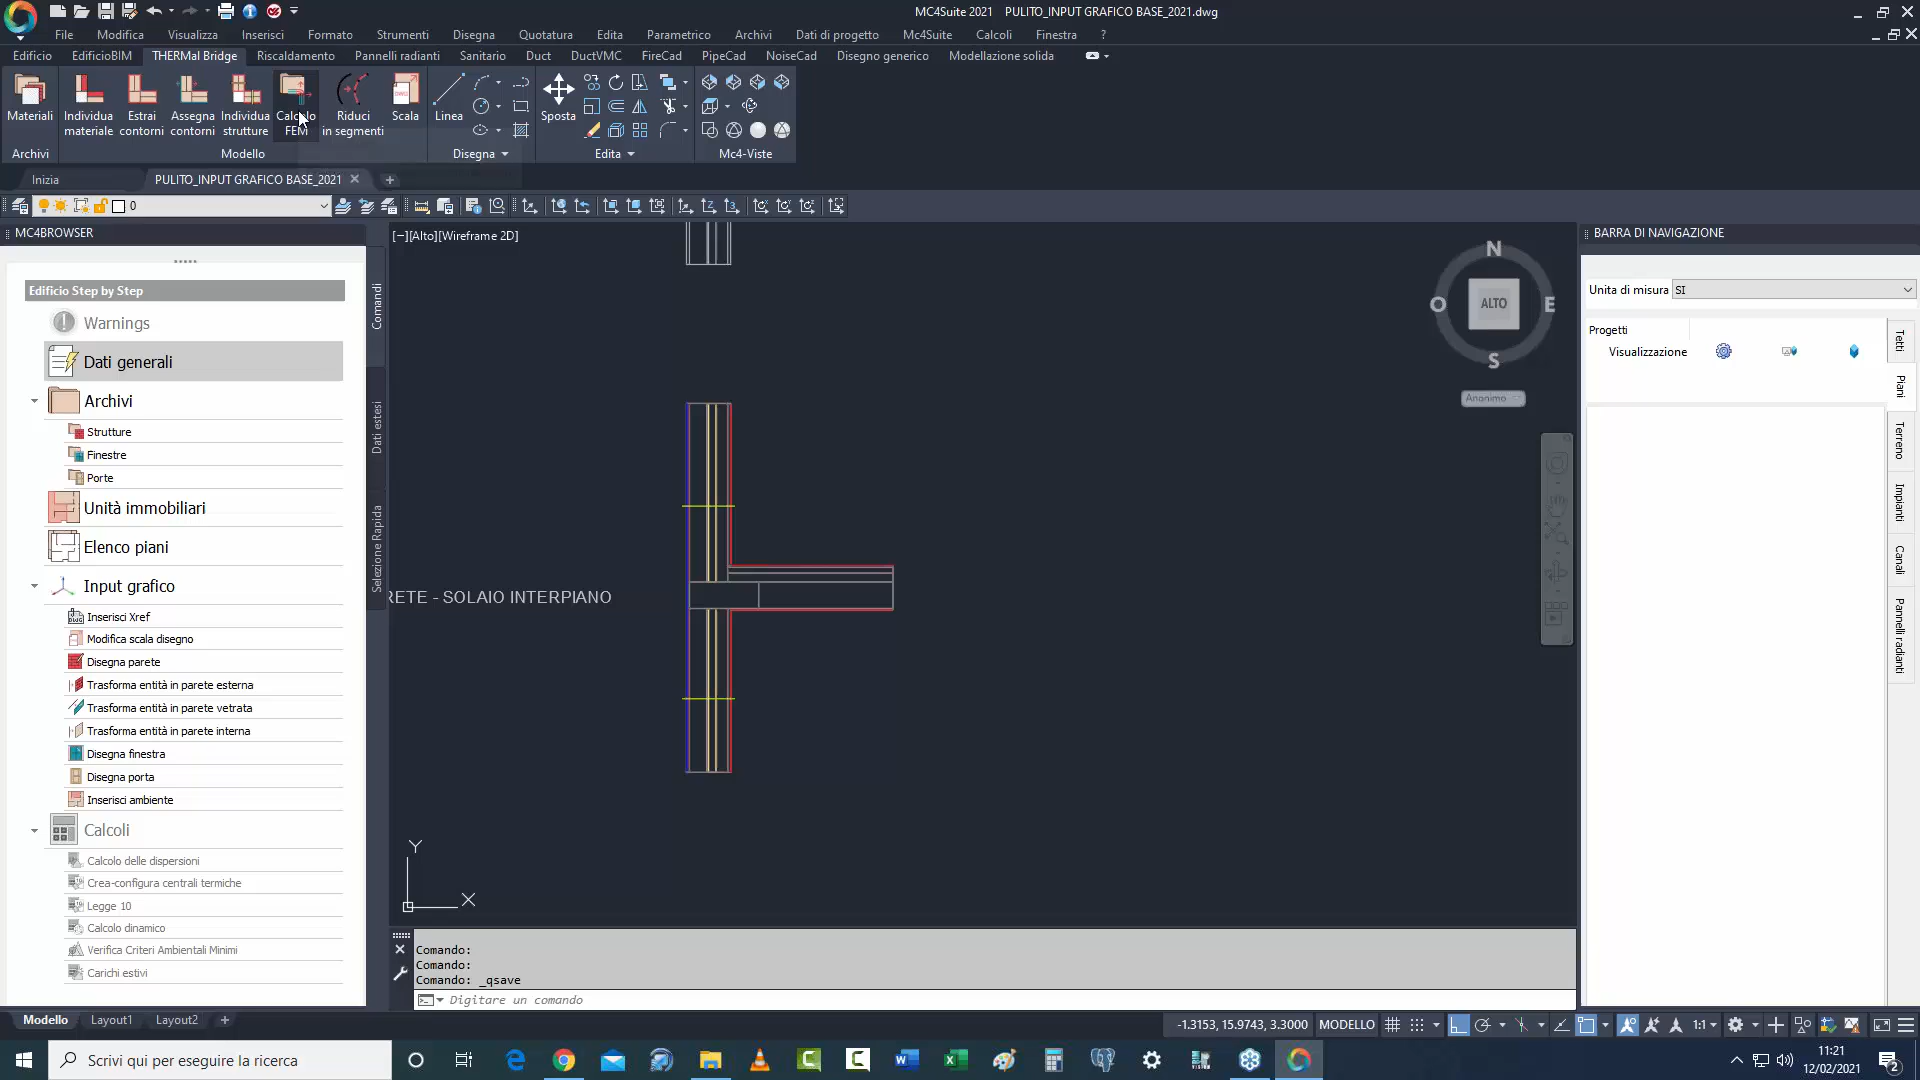 MC4Suite 2021 PULITO_INPUT GRAFICO BASE_2021.dwg
File Modifica Visualizza Inserisci Formato Strumenti Disegna Quotatura Edita Parametrico Archivi Dati di progetto Mc4Suite Calcoli Finestra ?
Edificio EdificioBIM THERMal Bridge Riscaldamento Pannelli radianti Sanitario Duct DuctVMC FireCad PipeCad NoiseCad Disegno generico Modellazione solida
Materiali Individua materiale Estrai contorni Assegna contorni Individua strutture Calcolo FEM Riduci in segmenti Scala Linea Sposta
Archivi Modello Disegna Edita Mc4-Viste
Inizia PULITO_INPUT GRAFICO BASE_2021
0
MC4BROWSER
[−][Alto][Wireframe 2D]
BARRA DI NAVIGAZIONE
Edificio Step by Step
Warnings
Dati generali
Archivi
Strutture
Finestre
Porte
Unità immobiliari
Elenco piani
Input grafico
Inserisci Xref
Modifica scala disegno
Disegna parete
Trasforma entità in parete esterna
Trasforma entità in parete vetrata
Trasforma entità in parete interna
Disegna finestra
Disegna porta
Inserisci ambiente
Calcoli
Calcolo delle dispersioni
Crea-configura centrali termiche
Legge 10
Calcolo dinamico
Verifica Criteri Ambientali Minimi
Carichi estivi
Comandi
Dati estesi
Selezione Rapida
RETE - SOLAIO INTERPIANO
Y
X
N
O ALTO E
S
Anonimo
Unita di misura SI
Progetti
Visualizzazione
Tetti
Piani
Terreno
Impianti
Canali
Pannelli radianti
Comando:
Comando:
Comando: _qsave
Digitare un comando
Modello Layout1 Layout2 +
-1.3153, 15.9743, 3.3000 MODELLO 1:1
Scrivi qui per eseguire la ricerca
11:21
12/02/2021
2